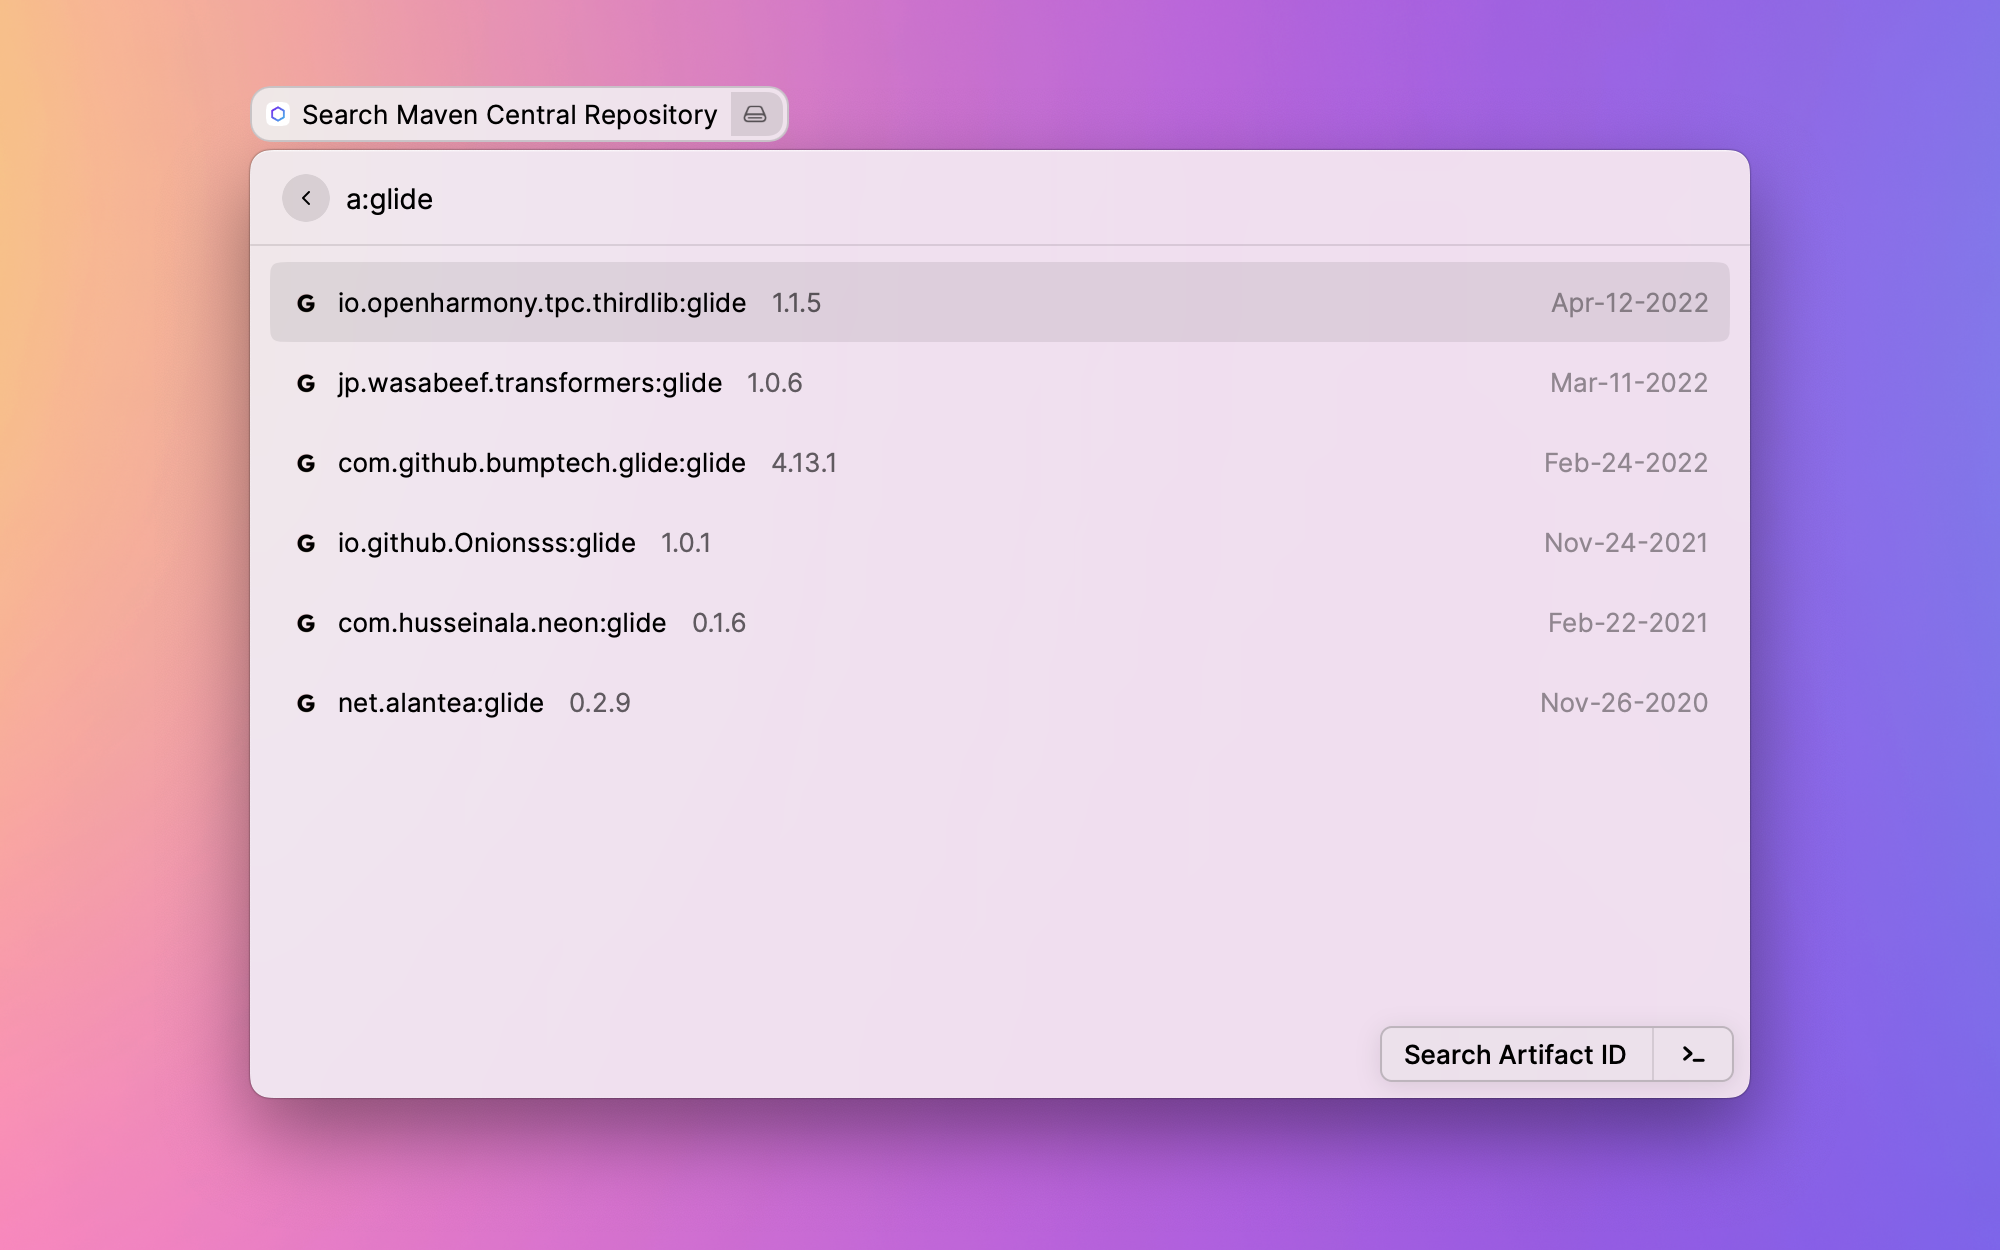 Search Maven Central Repository
a:glide
G io.openharmony.tpc.thirdlib:glide 1.1.5 Apr-12-2022
G jp.wasabeef.transformers:glide 1.0.6 Mar-11-2022
G com.github.bumptech.glide:glide 4.13.1 Feb-24-2022
G io.github.Onionsss:glide 1.0.1 Nov-24-2021
G com.husseinala.neon:glide 0.1.6 Feb-22-2021
G net.alantea:glide 0.2.9 Nov-26-2020
Search Artifact ID